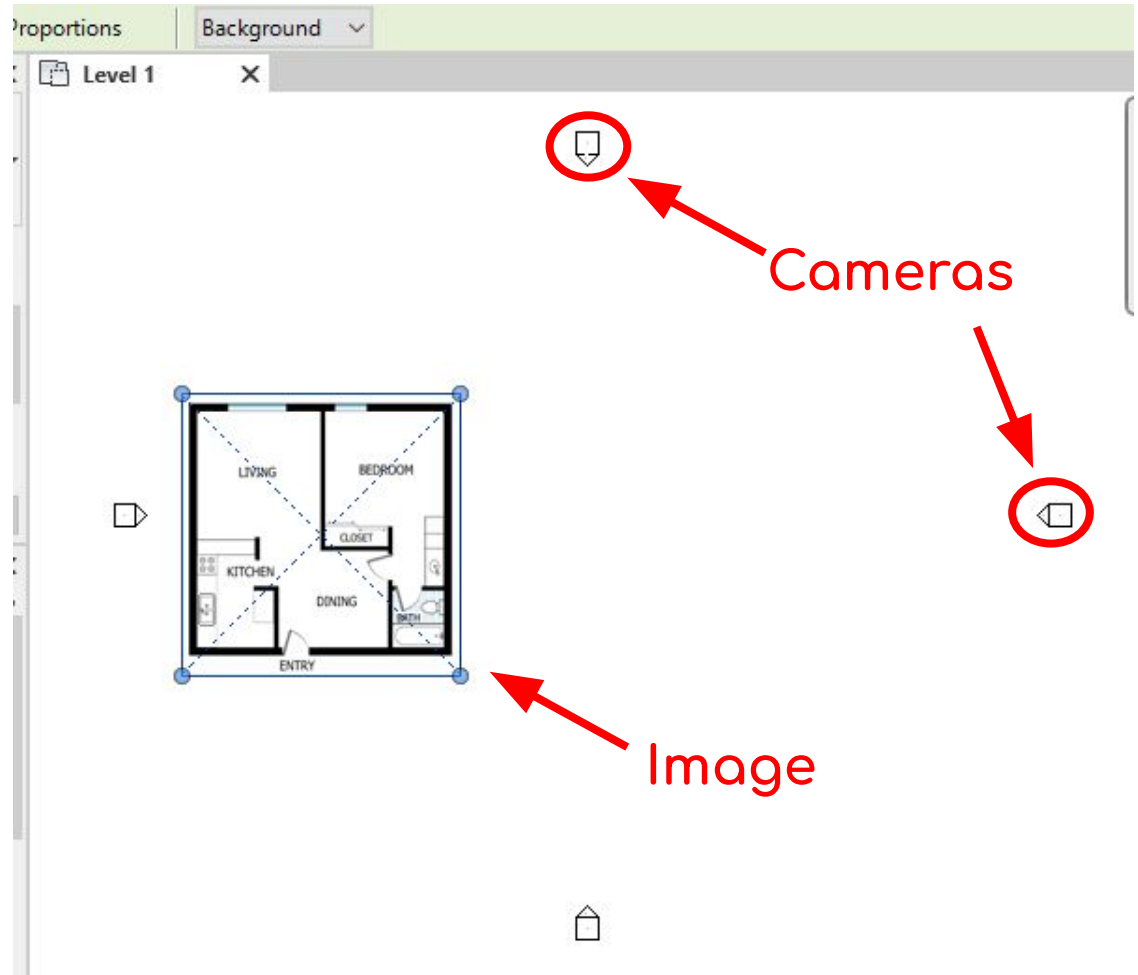 Proportions
Background
Level 1
Cameras
LIVING
BEDROOM
CLOSET
KITCHEN
DINING
BATH
ENTRY
Image